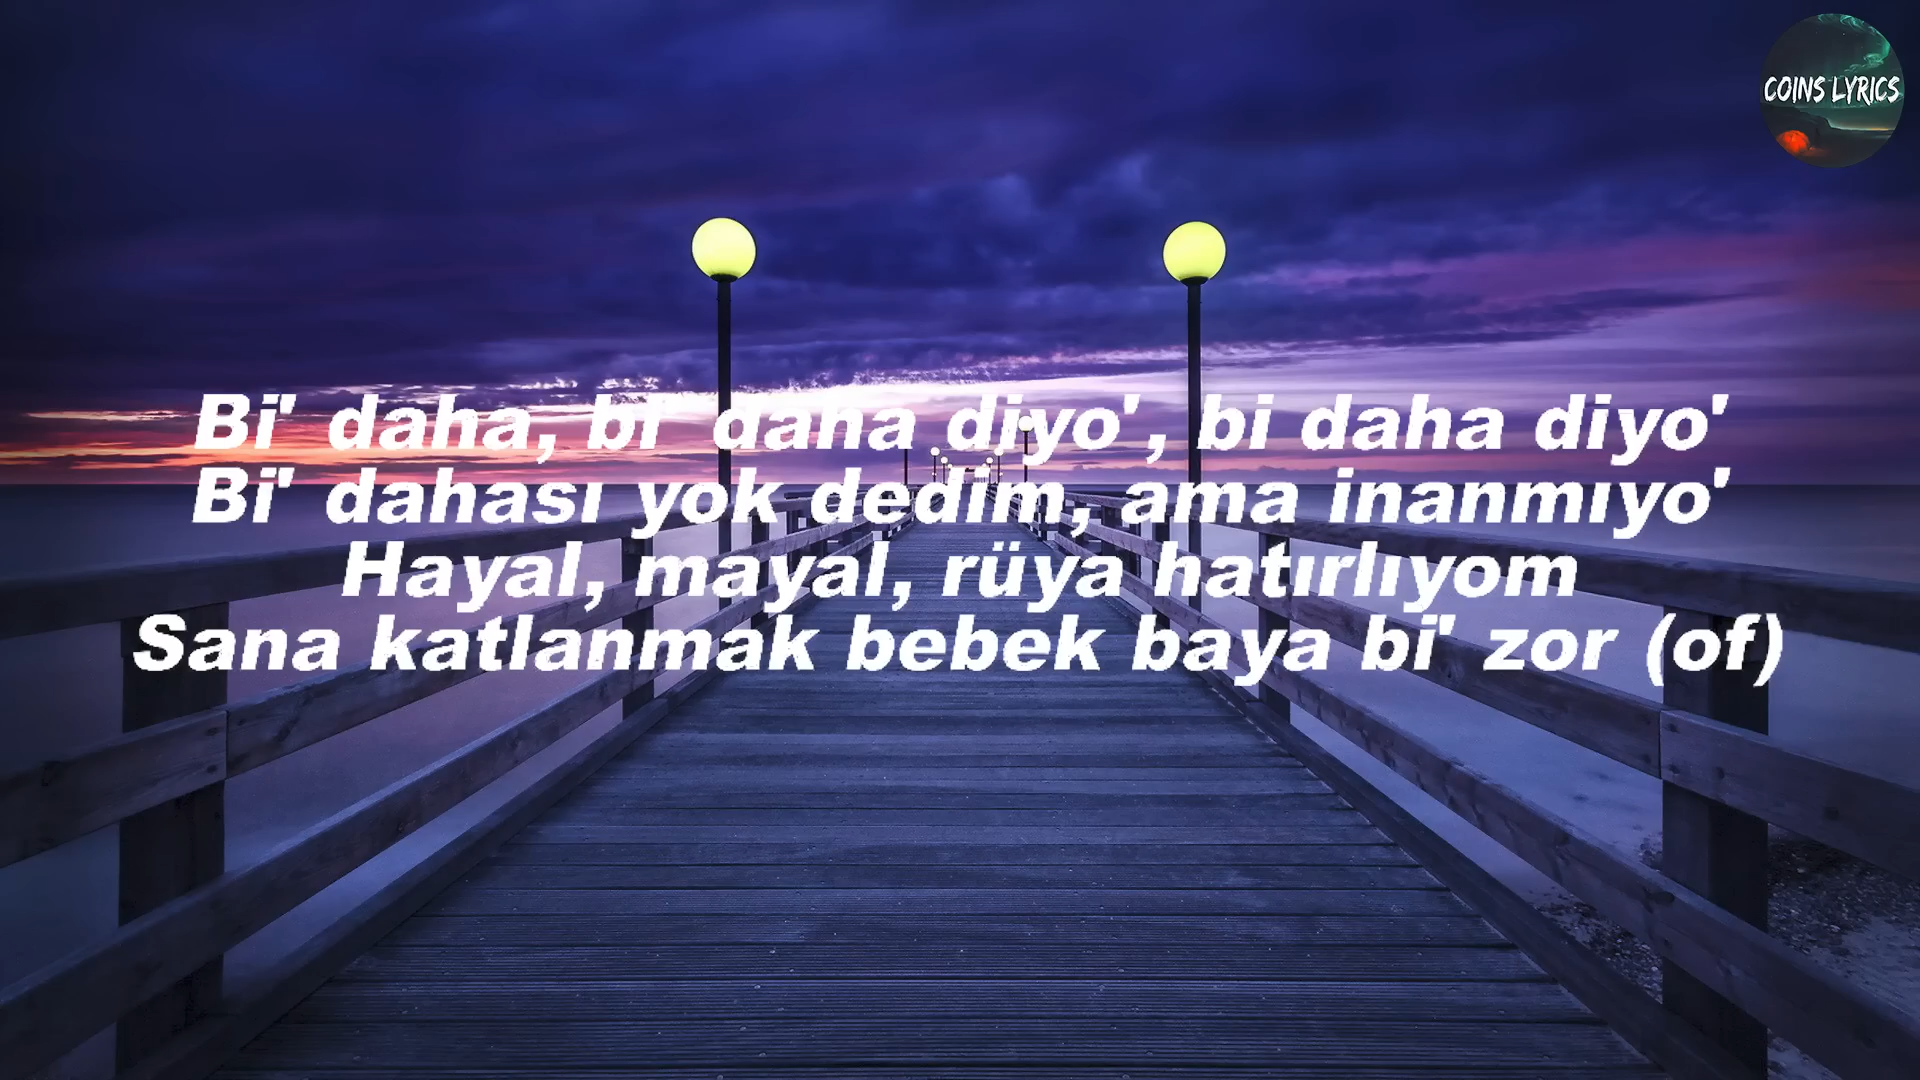 COINS LYRICS
Bi' daha, bi' daha diyo', bi daha diyo'
Bi' dahası yok dedim, ama inanmıyo'
Hayal, mayal, rüya hatırlıyom
Sana katlanmak bebek baya bi' zor (of)